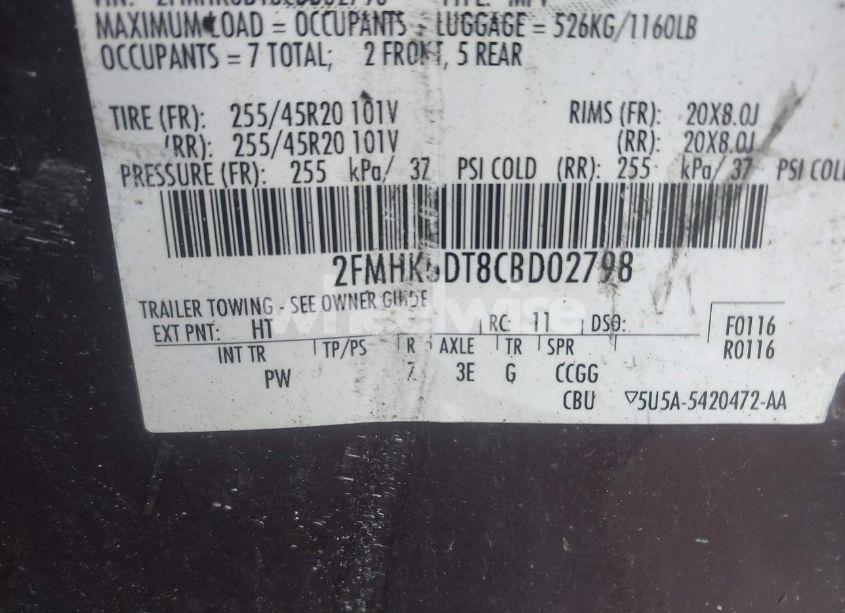 MAXIMUM LOAD = OCCUPANTS + LUGGAGE = 526KG/1160LB
OCCUPANTS = 7 TOTAL; 2 FRONT, 5 REAR
TIRE (FR): 255/45R20 101V RIMS (FR): 20X8.0J
(RR): 255/45R20 101V (RR): 20X8.0J
PRESSURE (FR): 255 kPa/ 37 PSI COLD (RR): 255 kPa/ 37 PSI COLD
2FMHK6DT8CBD02798
TRAILER TOWING - SEE OWNER GUIDE
EXT PNT: HT RC: 11 DSO: F0116
INT TR TP/PS R AXLE TR SPR R0116
PW 7 3E G CCGG
CBU ▽5U5A-5420472-AA
wheelwise